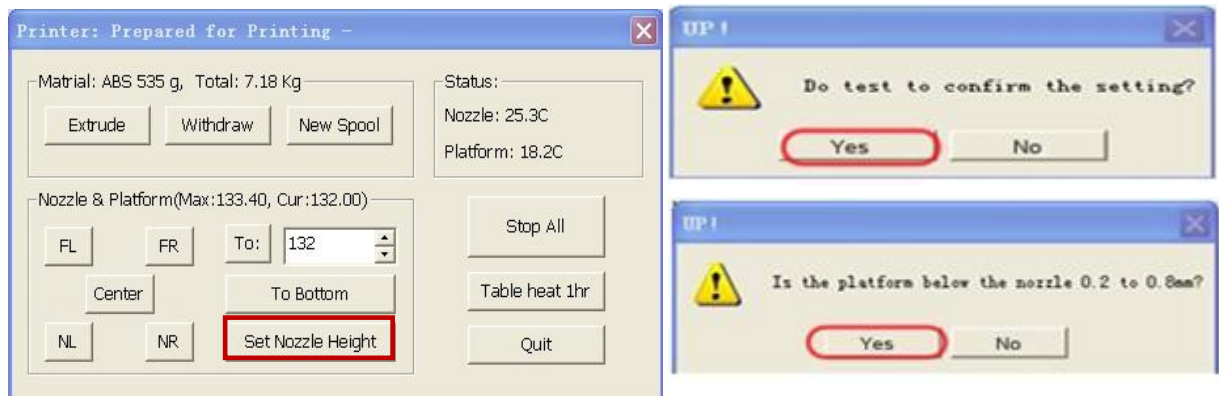 Printer: Prepared for Printing -
Matrial: ABS 535 g, Total: 7.18 Kg
Extrude
Withdraw
New Spool
Status:
Nozzle: 25.3C
Platform: 18.2C
Nozzle & Platform(Max:133.40, Cur:132.00)
FL
FR
To:
132
Center
To Bottom
NL
NR
Set Nozzle Height
Stop All
Table heat 1hr
Quit
UP!
Do test to confirm the setting?
Yes
No
UP!
Is the platform below the nozzle 0.2 to 0.8mm?
Yes
No